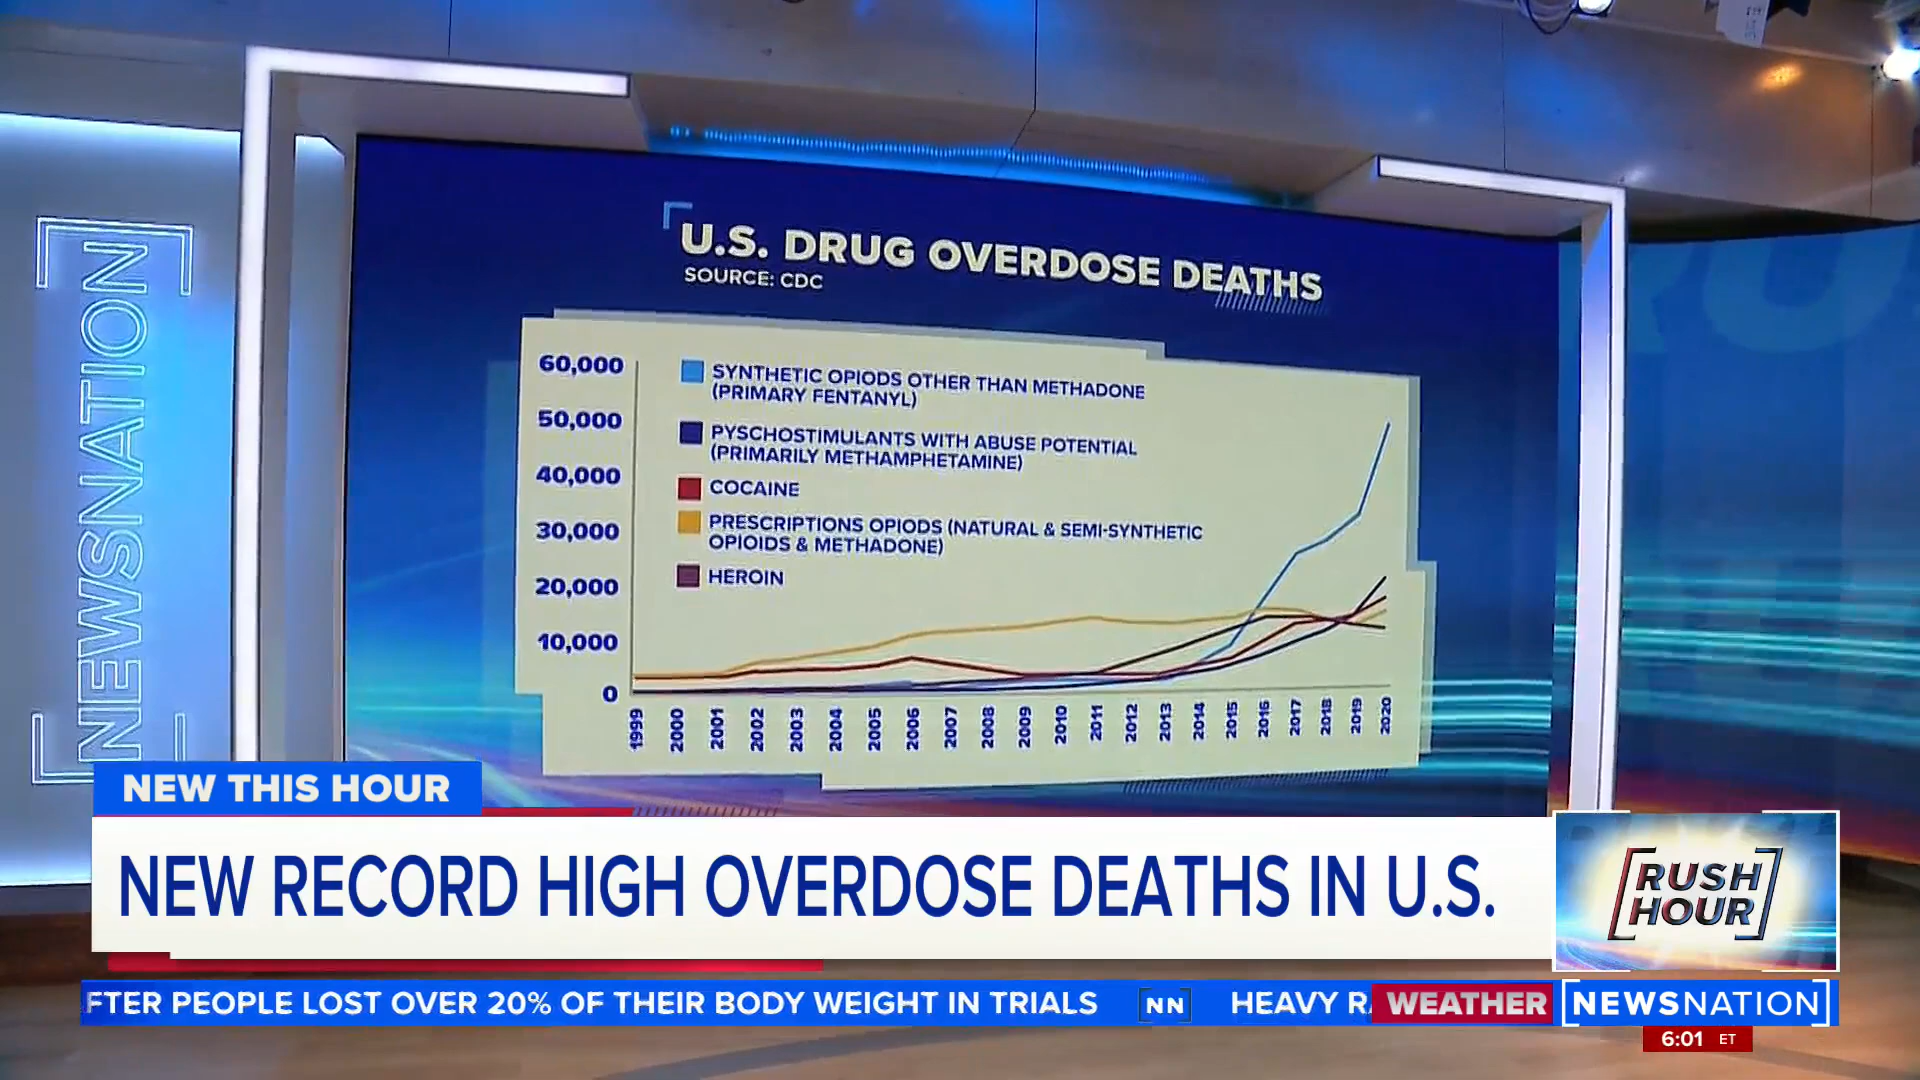 NEWSNATION
U.S. DRUG OVERDOSE DEATHS
SOURCE: CDC
60,000
50,000
40,000
30,000
20,000
10,000
0
SYNTHETIC OPIODS OTHER THAN METHADONE
(PRIMARY FENTANYL)
PYSCHOSTIMULANTS WITH ABUSE POTENTIAL
(PRIMARILY METHAMPHETAMINE)
COCAINE
PRESCRIPTIONS OPIODS (NATURAL & SEMI-SYNTHETIC
OPIOIDS & METHADONE)
HEROIN
1999
2000
2001
2002
2003
2004
2005
2006
2007
2008
2009
2010
2011
2012
2013
2014
2015
2016
2017
2018
2019
2020
NEW THIS HOUR
NEW RECORD HIGH OVERDOSE DEATHS IN U.S.
RUSH
HOUR
FTER PEOPLE LOST OVER 20% OF THEIR BODY WEIGHT IN TRIALS NN HEAVY RA WEATHER NEWSNATION
6:01 ET